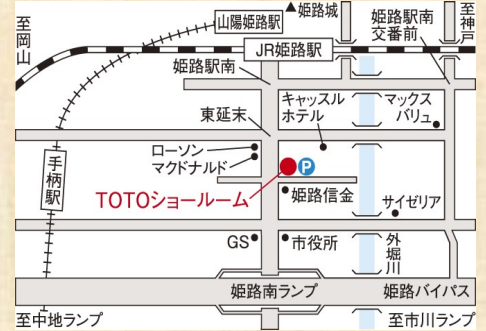 至岡山
山陽姫路駅
▲姫路城
JR姫路駅
姫路駅南
交番前
至神戸
姫路駅南
東延末
キャッスル
ホテル
マックス
バリュ
手柄駅
ローソン
マクドナルド
P
TOTOショールーム
姫路信金
サイゼリア
GS
市役所
外堀川
姫路南ランプ
姫路バイパス
至中地ランプ
至市川ランプ